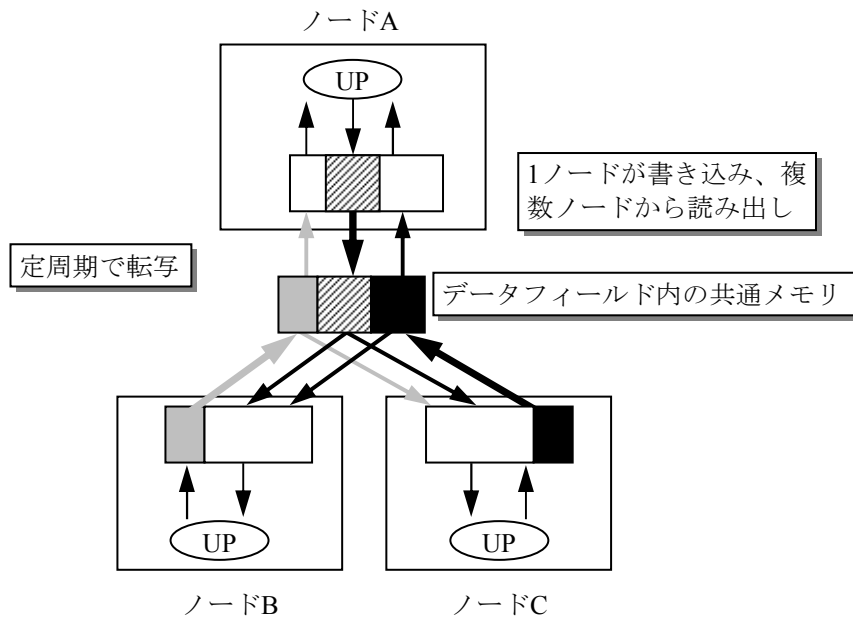 ノードA
UP
1ノードが書き込み、複
数ノードから読み出し
定周期で転写
データフィールド内の共通メモリ
UP
UP
ノードB
ノードC